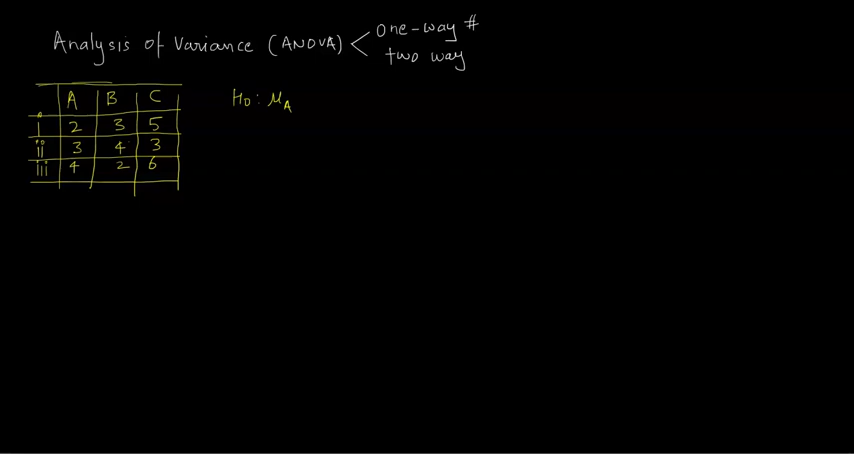 Analysis of Variance (ANOVA) < one-way #
two way
A B C
i 2 3 5
ii 3 4 3
iii 4 2 6
H0: μA